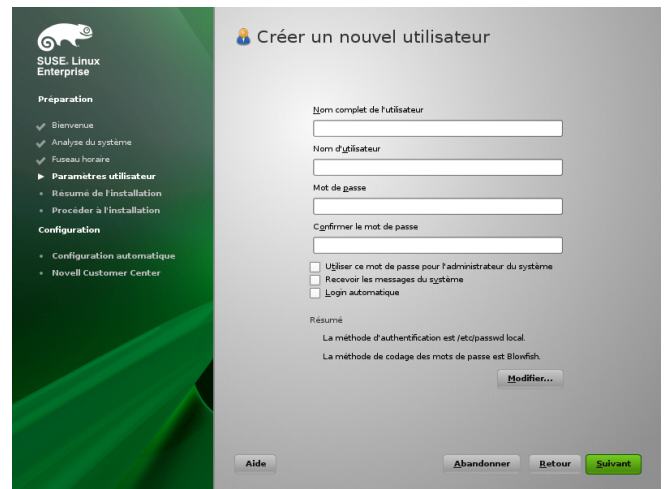 SUSE. Linux
Enterprise
Préparation
Bienvenue
Analyse du système
Fuseau horaire
Paramètres utilisateur
Résumé de l'installation
Procéder à l'installation
Configuration
Configuration automatique
Novell Customer Center
Créer un nouvel utilisateur
Nom complet de l'utilisateur
Nom d'utilisateur
Mot de passe
Confirmer le mot de passe
Utiliser ce mot de passe pour l'administrateur du système
Recevoir les messages du système
Login automatique
Résumé
La méthode d'authentification est /etc/passwd local.
La méthode de codage des mots de passe est Blowfish.
Modifier...
Aide
Abandonner
Retour
Suivant